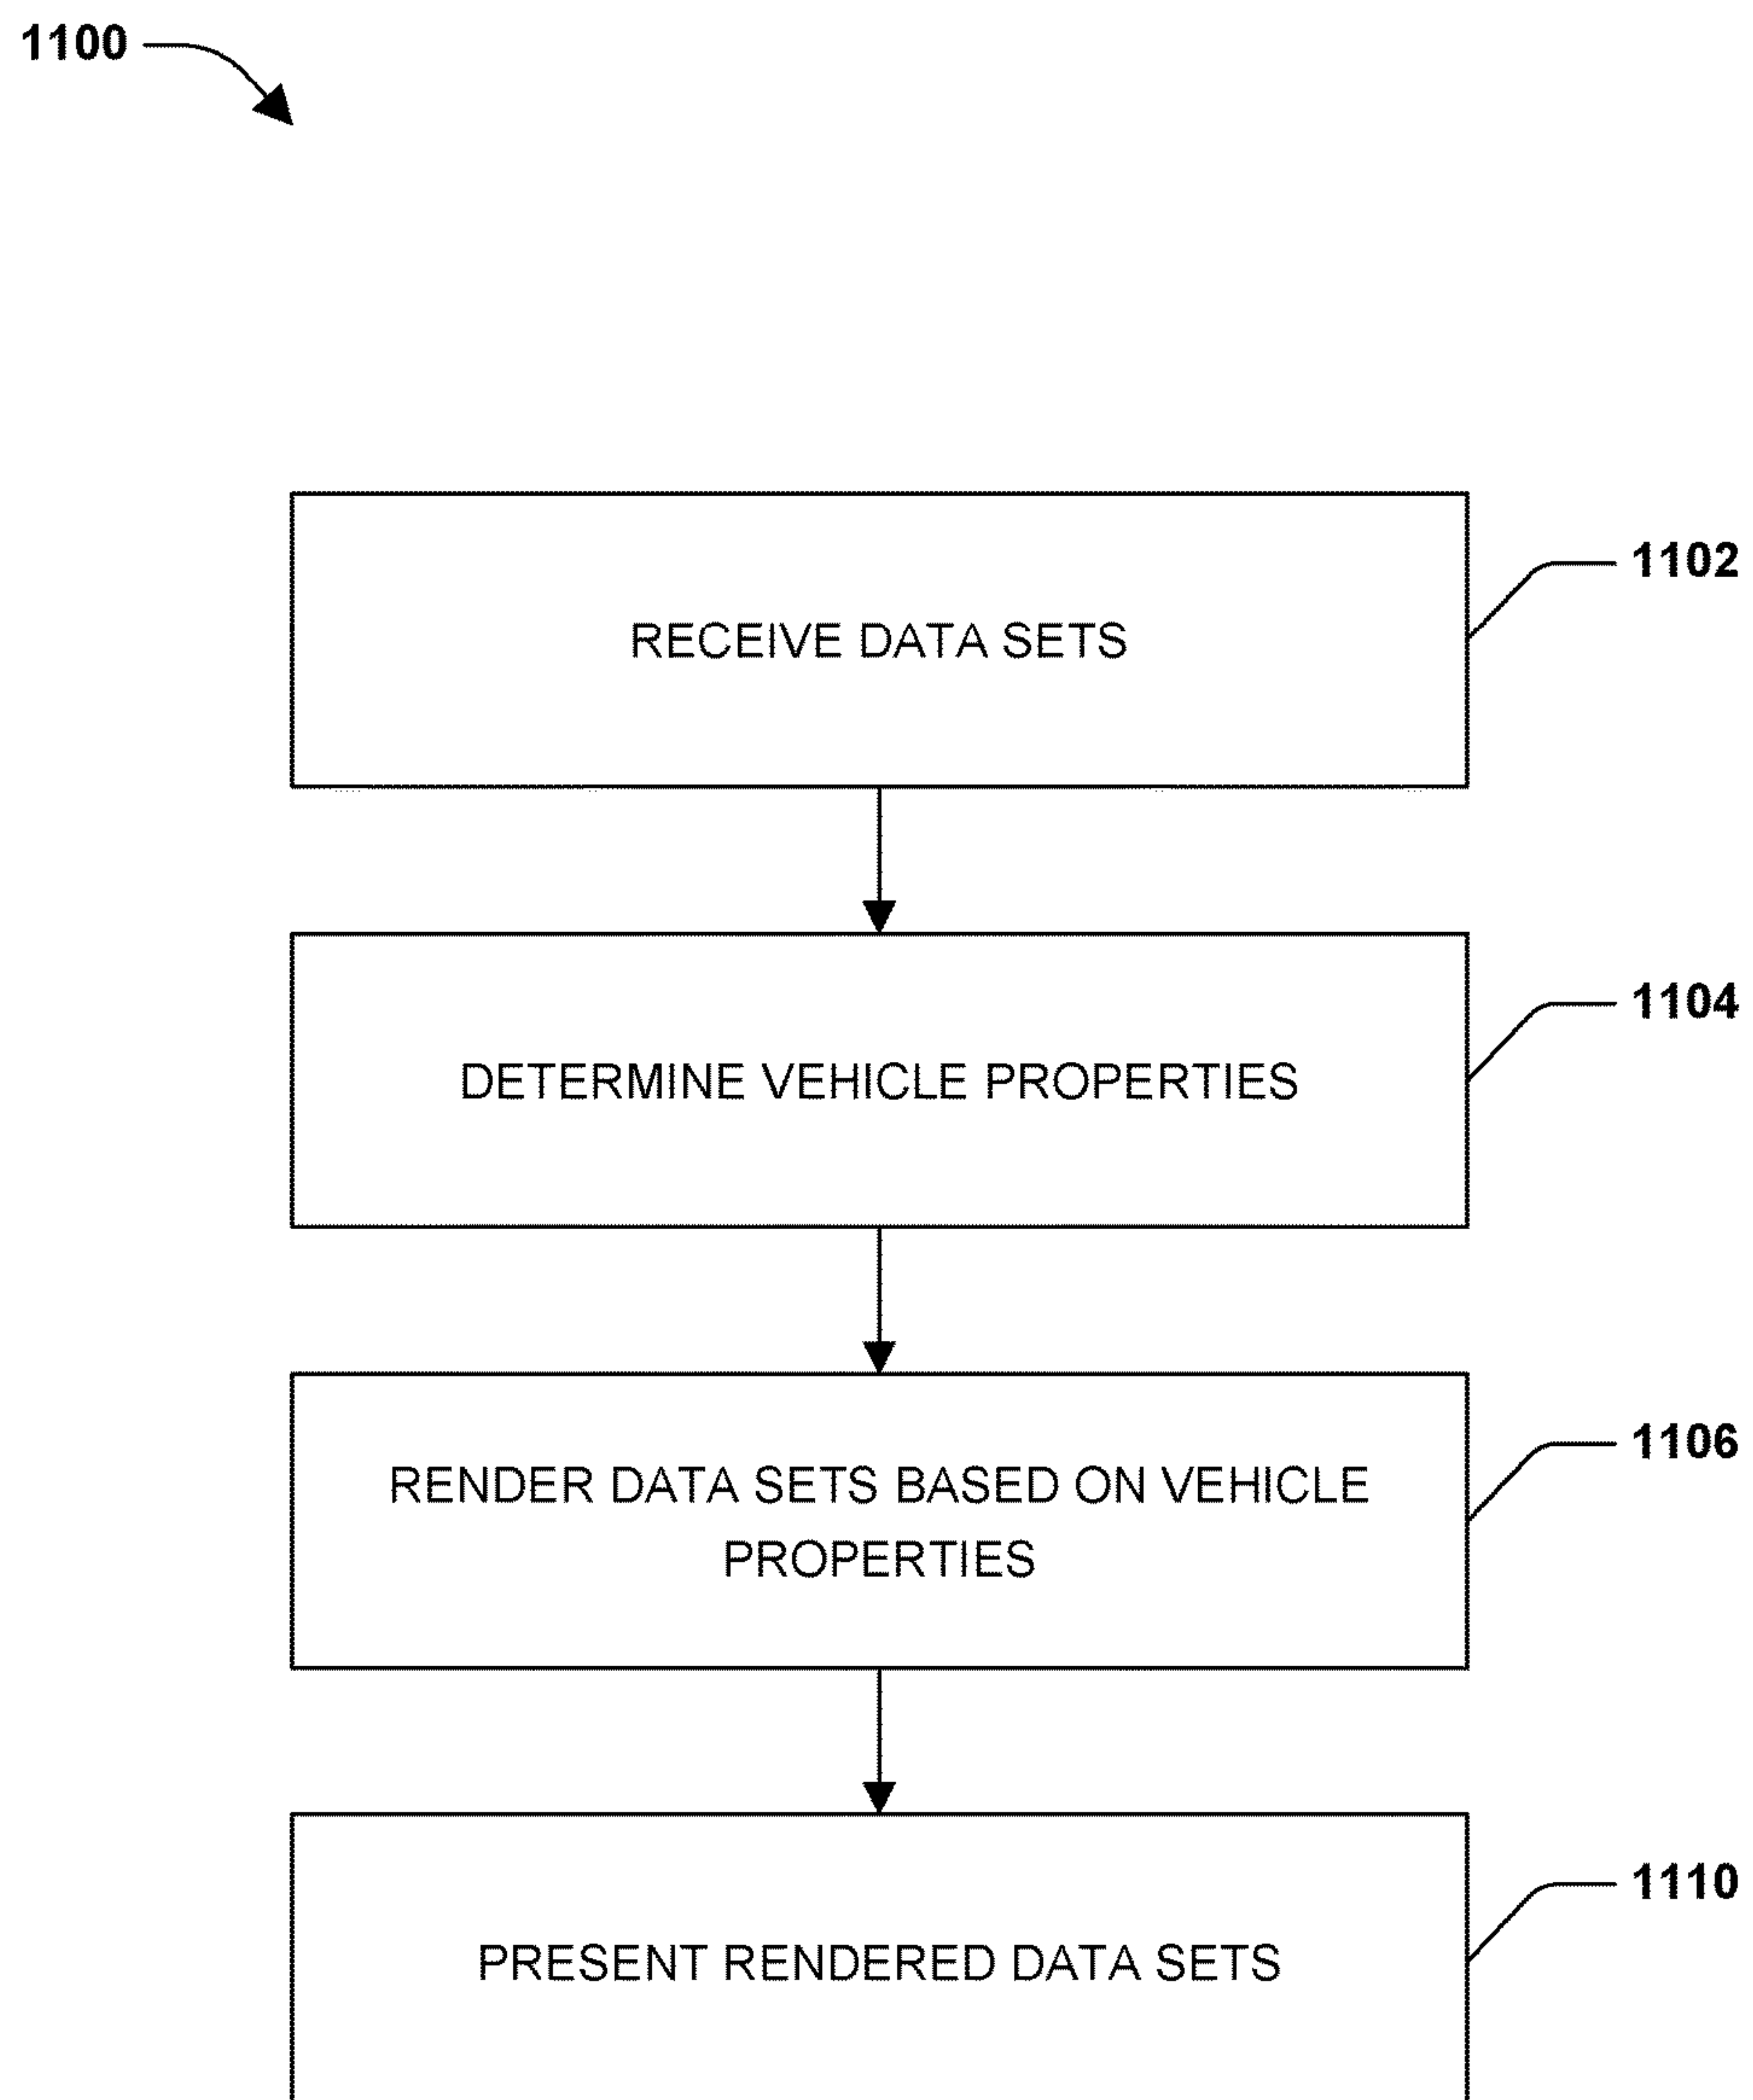 1100
RECEIVE DATA SETS
1102
DETERMINE VEHICLE PROPERTIES
1104
RENDER DATA SETS BASED ON VEHICLE
PROPERTIES
1106
PRESENT RENDERED DATA SETS
1110